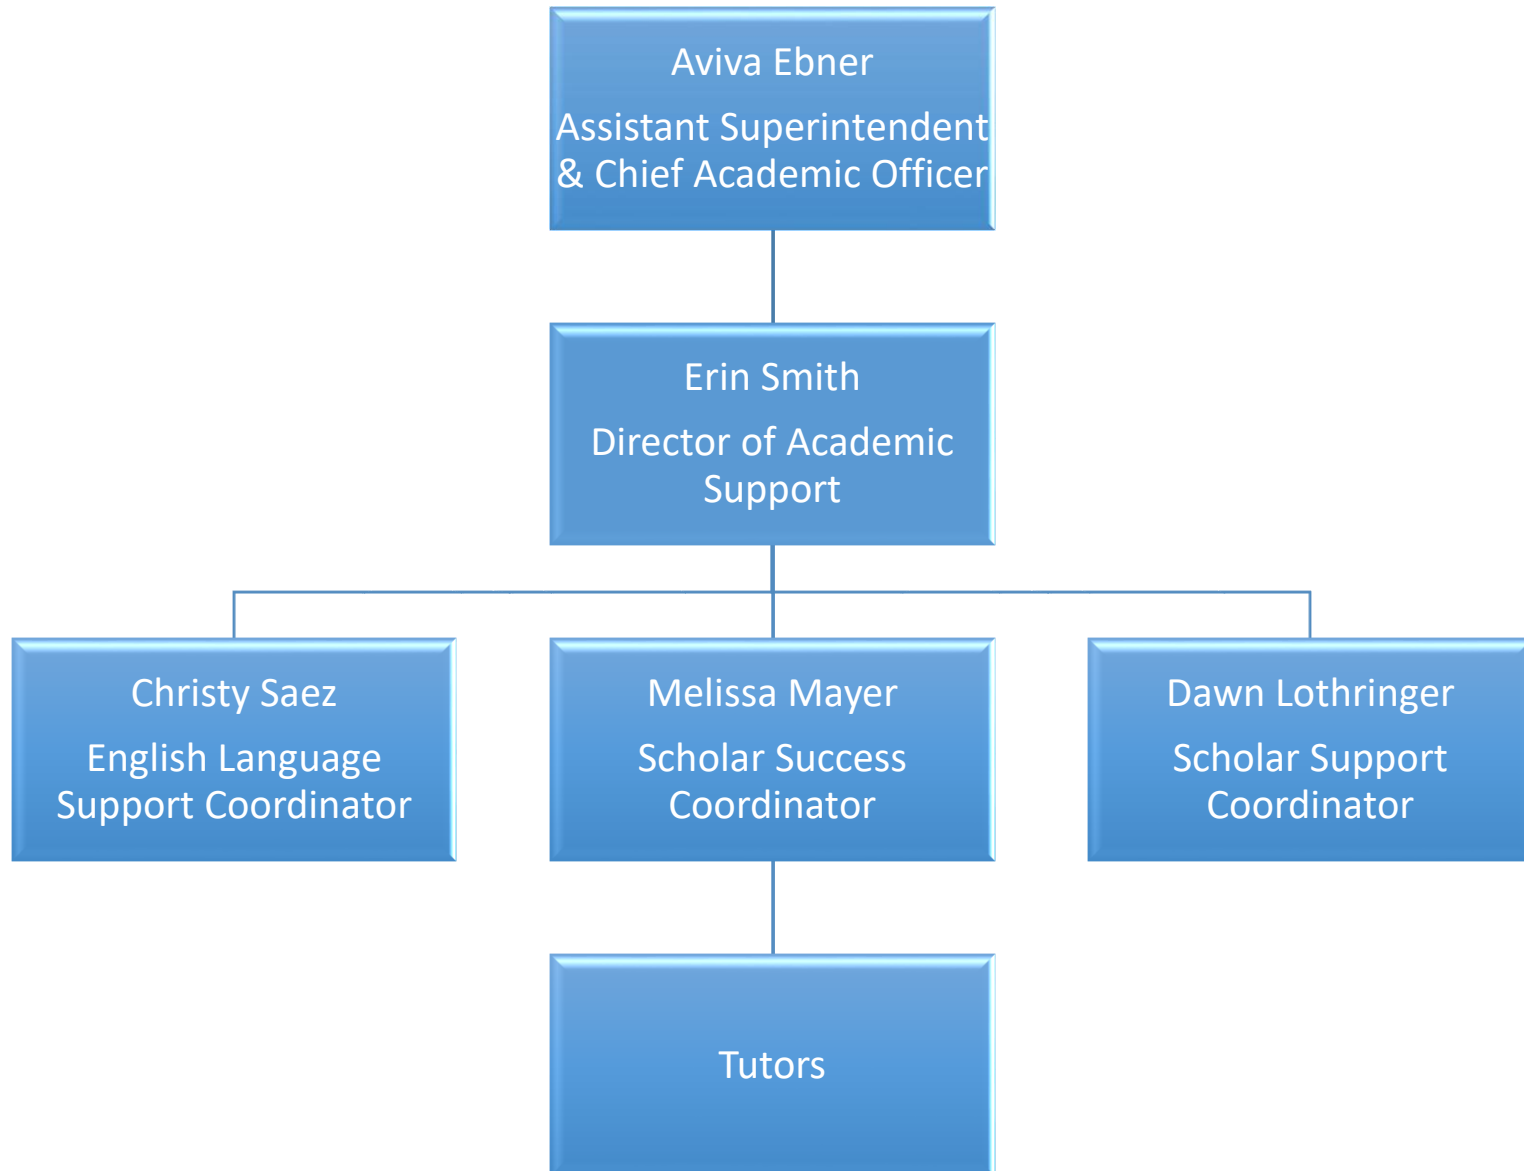 Aviva Ebner
Assistant Superintendent
& Chief Academic Officer
Erin Smith
Director of Academic
Support
Christy Saez
English Language
Support Coordinator
Melissa Mayer
Scholar Success
Coordinator
Dawn Lothringer
Scholar Support
Coordinator
Tutors